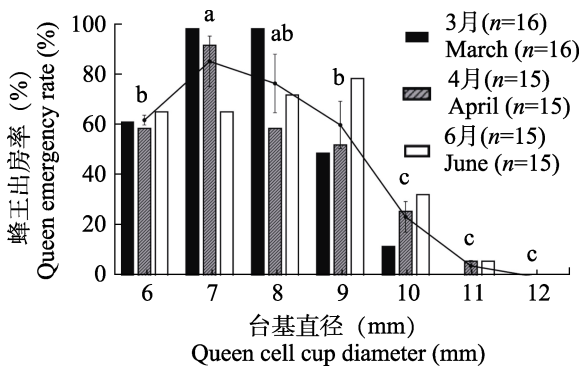 蜂王出房率 (%)
Queen emergency rate (%)
100
80
60
40
20
0
b
a
ab
b
c
c
c
3月(n=16)
March (n=16)
4月(n=15)
April (n=15)
6月(n=15)
June (n=15)
6 7 8 9 10 11 12
台基直径 (mm)
Queen cell cup diameter (mm)